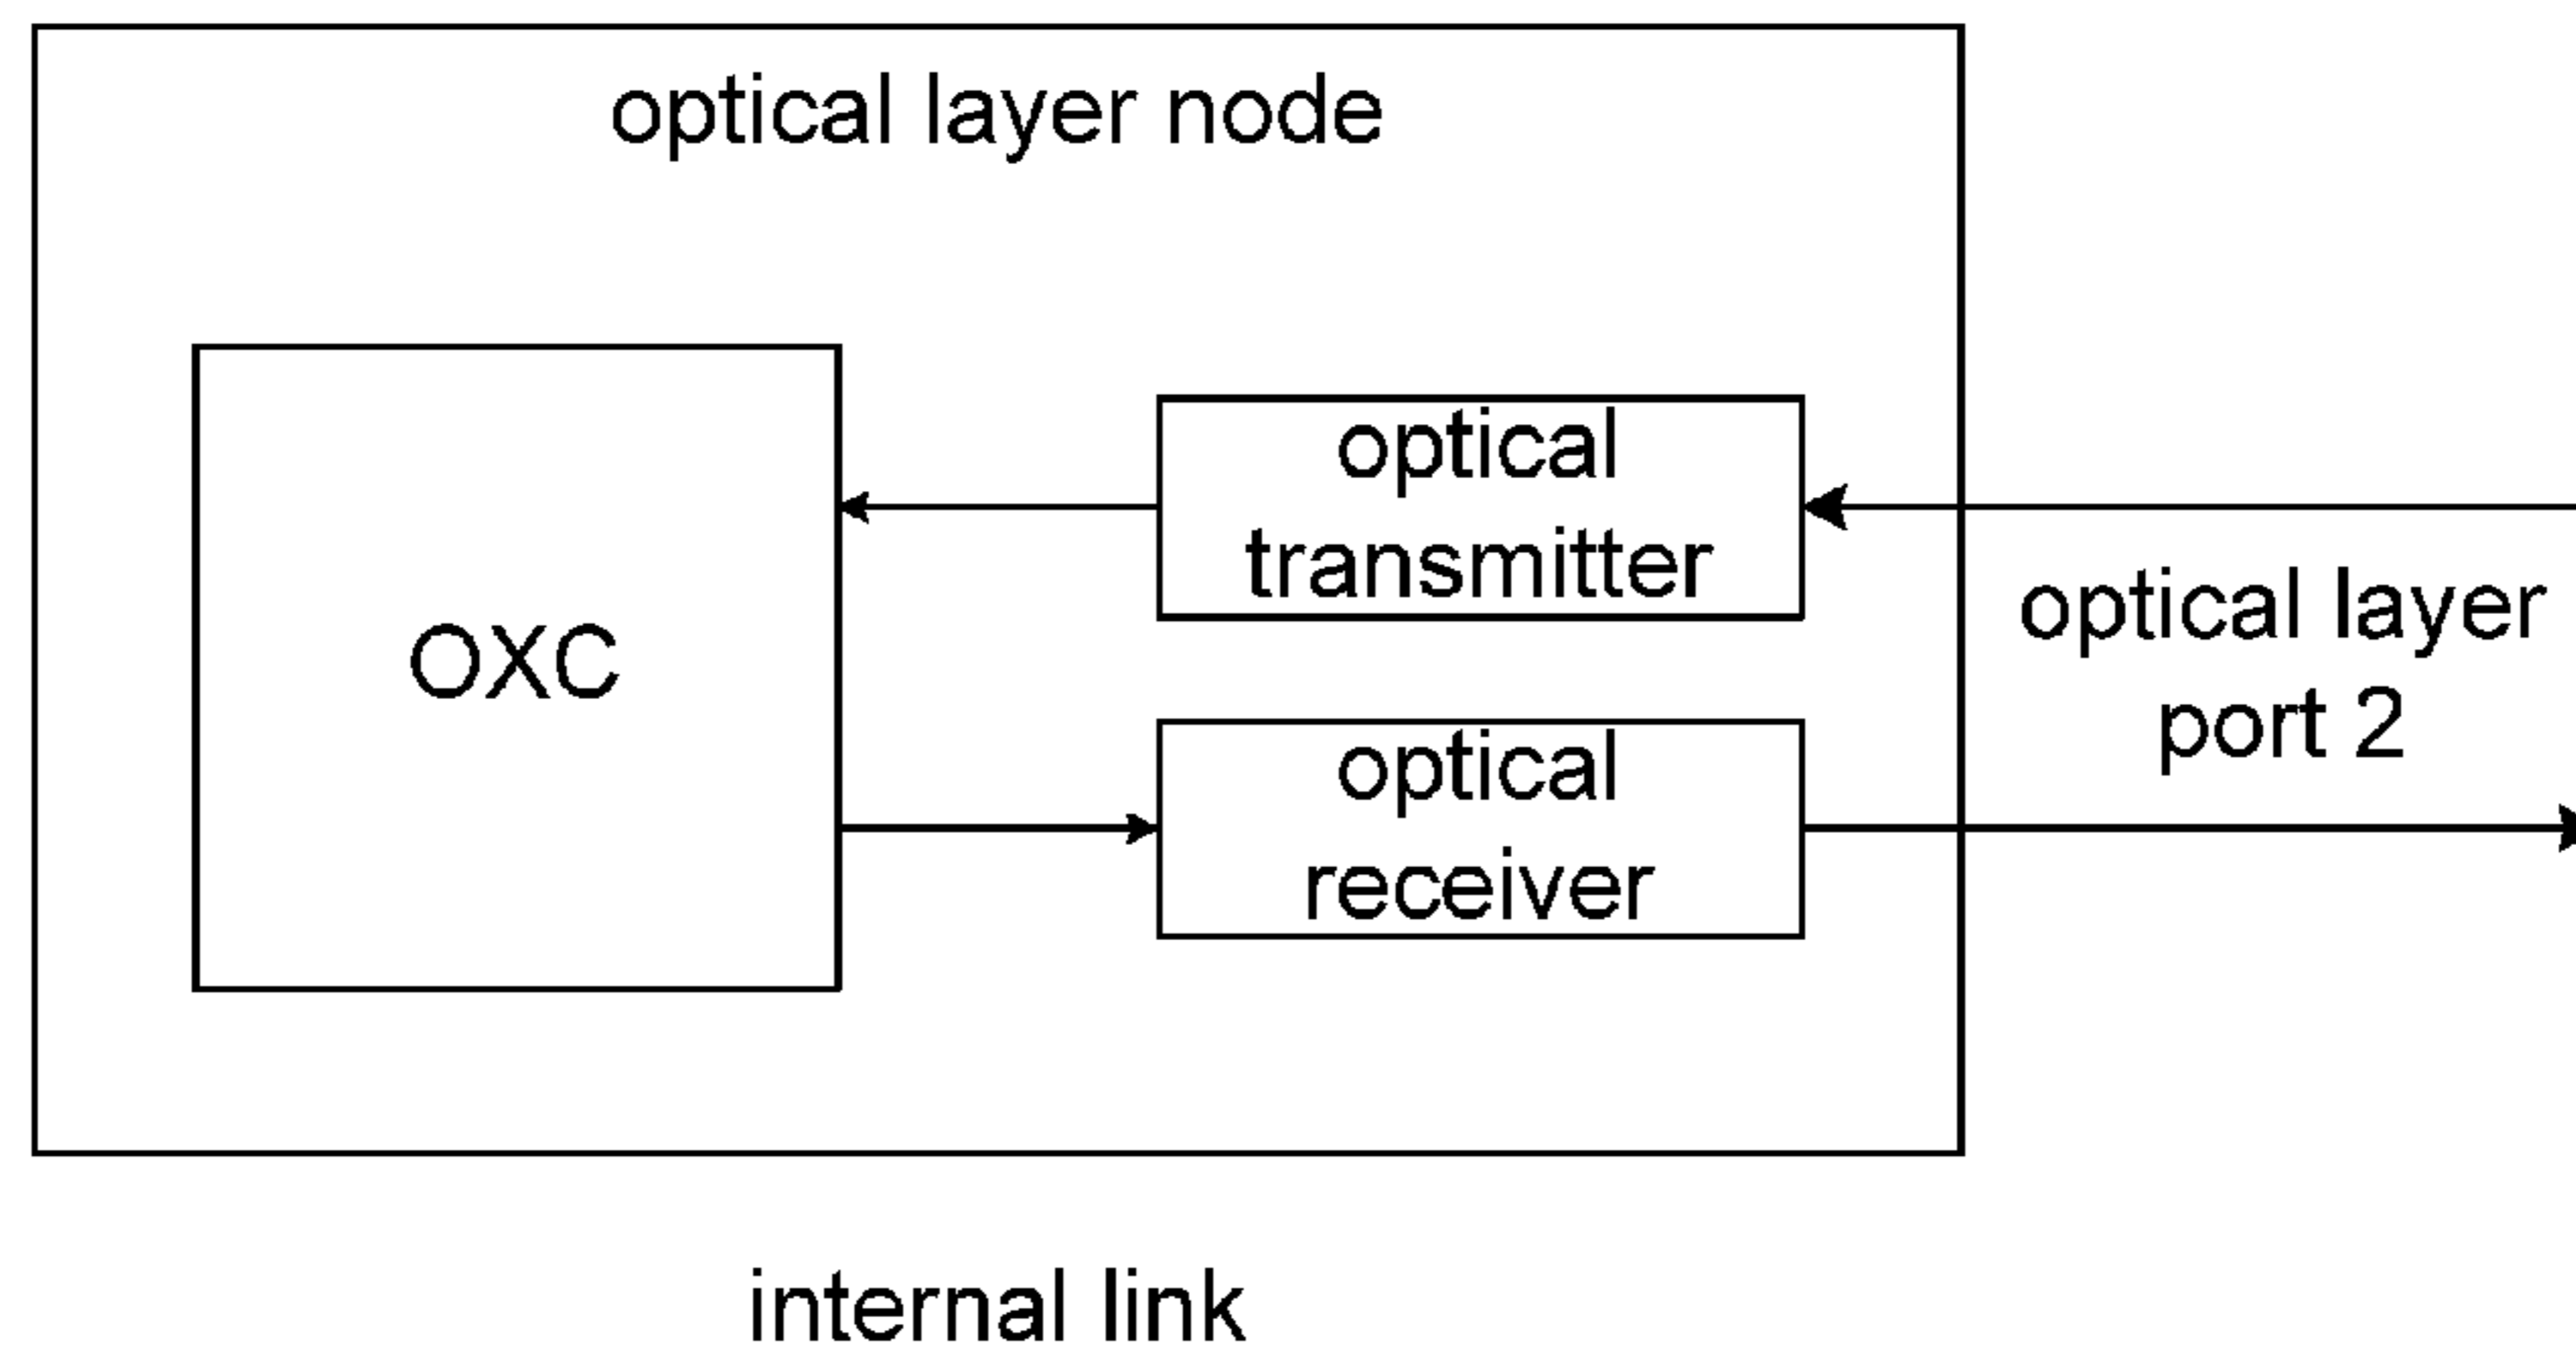 optical layer node
optical
transmitter
OXC
optical layer
port 2
optical
receiver
internal link